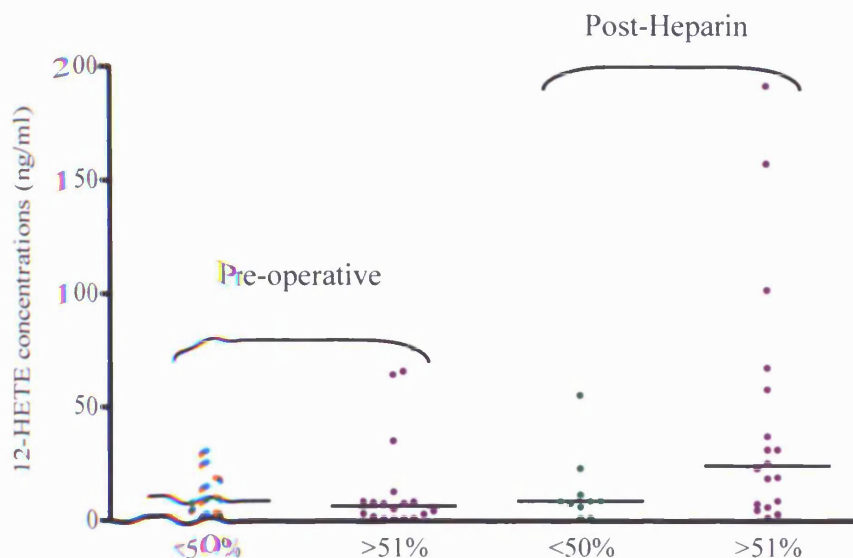 Post-Heparin
200
12-HETE concentrations (ng/ml)
150
Pre-operative
100
50
0
<50% >51% <50% >51%